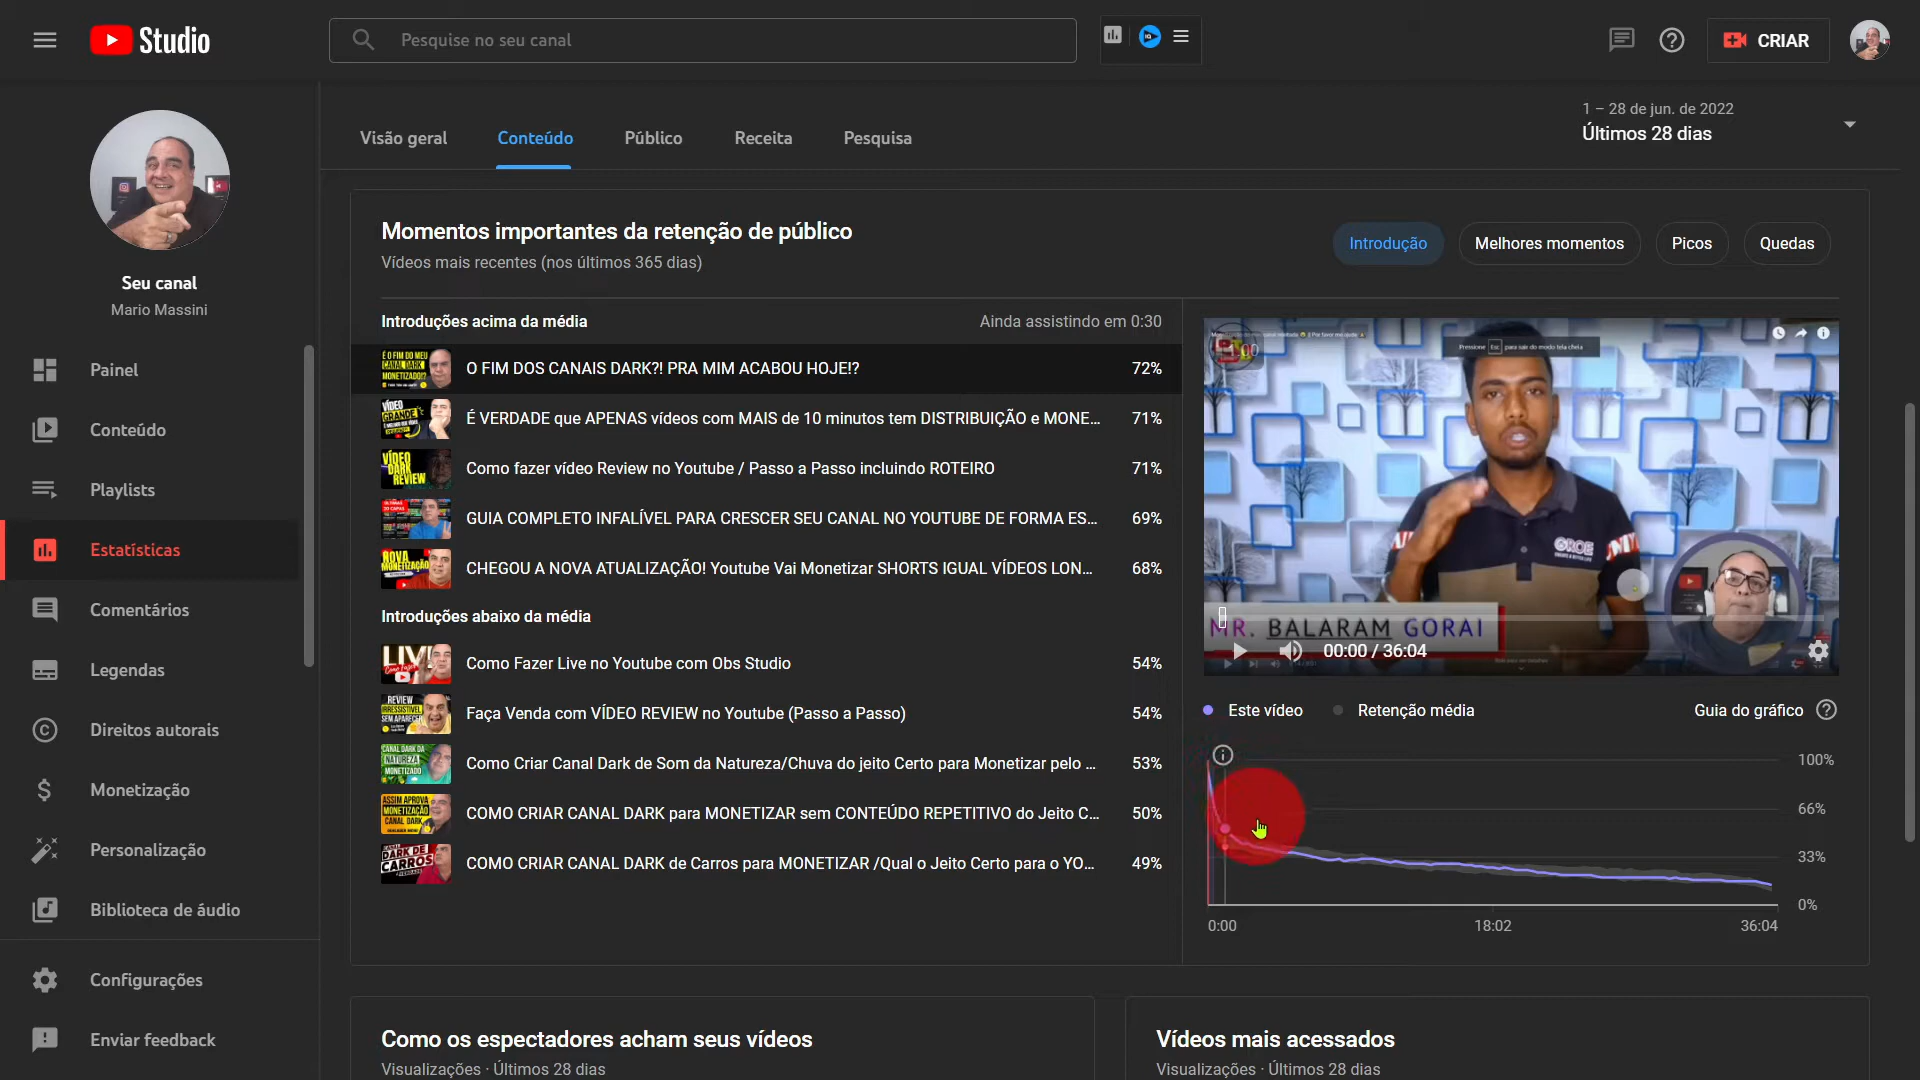 Studio
Pesquise no seu canal
CRIAR
Seu canal
Mario Massini
Painel
Conteúdo
Playlists
Estatísticas
Comentários
Legendas
Direitos autorais
Monetização
Personalização
Biblioteca de áudio
Configurações
Enviar feedback
Visão geral
Conteúdo
Público
Receita
Pesquisa
1 – 28 de jun. de 2022
Últimos 28 dias
Momentos importantes da retenção de público
Vídeos mais recentes (nos últimos 365 dias)
Introdução
Melhores momentos
Picos
Quedas
Introduções acima da média
Ainda assistindo em 0:30
O FIM DOS CANAIS DARK?! PRA MIM ACABOU HOJE!? 72%
É VERDADE que APENAS vídeos com MAIS de 10 minutos tem DISTRIBUIÇÃO e MONE... 71%
VÍDEO DARK REVIEW
Como fazer vídeo Review no Youtube / Passo a Passo incluindo ROTEIRO 71%
GUIA COMPLETO INFALÍVEL PARA CRESCER SEU CANAL NO YOUTUBE DE FORMA ES... 69%
CHEGOU A NOVA ATUALIZAÇÃO! Youtube Vai Monetizar SHORTS IGUAL VÍDEOS LON... 68%
Introduções abaixo da média
Como Fazer Live no Youtube com Obs Studio 54%
Faça Venda com VÍDEO REVIEW no Youtube (Passo a Passo) 54%
Como Criar Canal Dark de Som da Natureza/Chuva do jeito Certo para Monetizar pelo ... 53%
COMO CRIAR CANAL DARK para MONETIZAR sem CONTEÚDO REPETITIVO do Jeito C... 50%
COMO CRIAR CANAL DARK de Carros para MONETIZAR /Qual o Jeito Certo para o YO... 49%
Pressione Esc para sair do modo tela cheia
GROE
MR. BALARAM GORAI
00:00 / 36:04
Este vídeo
Retenção média
Guia do gráfico
100%
66%
33%
0%
0:00
18:02
36:04
Como os espectadores acham seus vídeos
Visualizações · Últimos 28 dias
Vídeos mais acessados
Visualizações · Últimos 28 dias